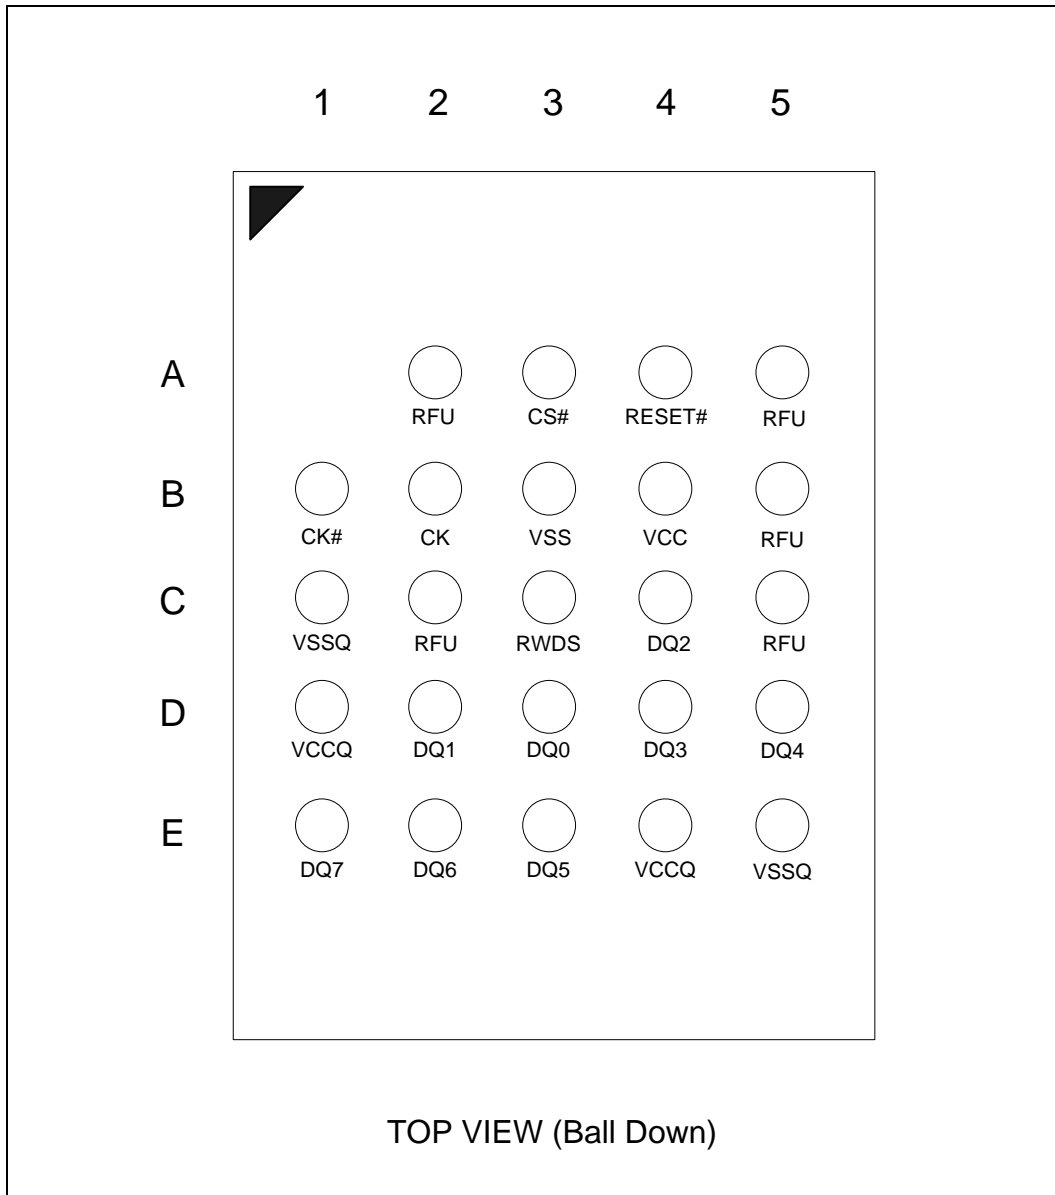 1 2 3 4 5
A
RFU CS# RESET# RFU
B
CK# CK VSS VCC RFU
C
VSSQ RFU RWDS DQ2 RFU
D
VCCQ DQ1 DQ0 DQ3 DQ4
E
DQ7 DQ6 DQ5 VCCQ VSSQ
TOP VIEW (Ball Down)